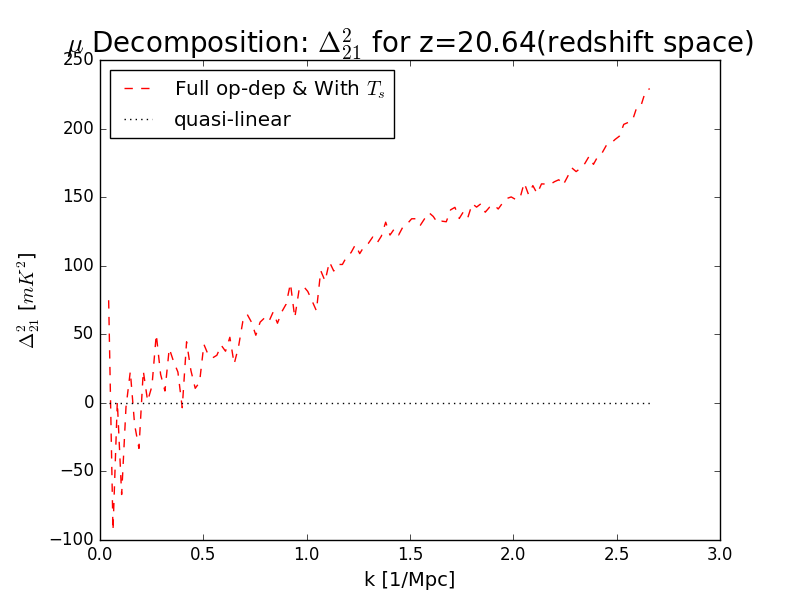 μ Decomposition: Δ²₂₁ for z=20.64(redshift space)
Full op-dep & With Tₛ
quasi-linear
250
200
150
100
50
0
−50
−100
Δ²₂₁ [mK²]
0.0 0.5 1.0 1.5 2.0 2.5 3.0
k [1/Mpc]